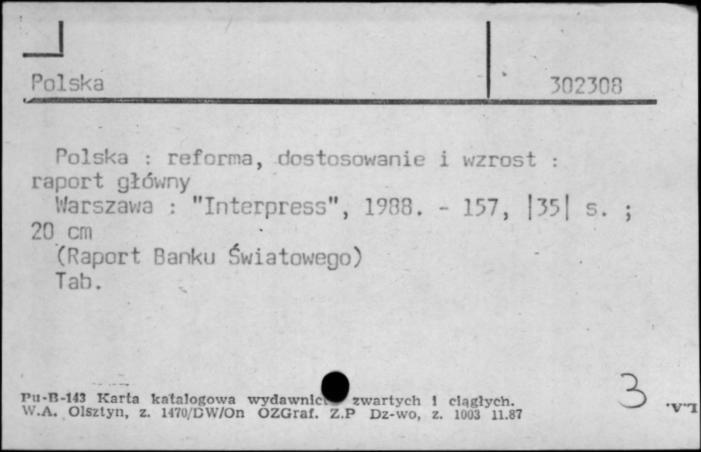 Polska 302308
Polska : reforma, dostosowanie i wzrost :
raport główny
Warszawa : "Interpress", 1988. - 157, |35| s. ;
20 cm
(Raport Banku Światowego)
Tab.
Pu-B-143 Karta katalogowa zwartych i ciągłych.
W.A. Olsztyn, z. 1470/DW/On OZGraf. Z.P Dz-wo, z. 1003 11.87
3